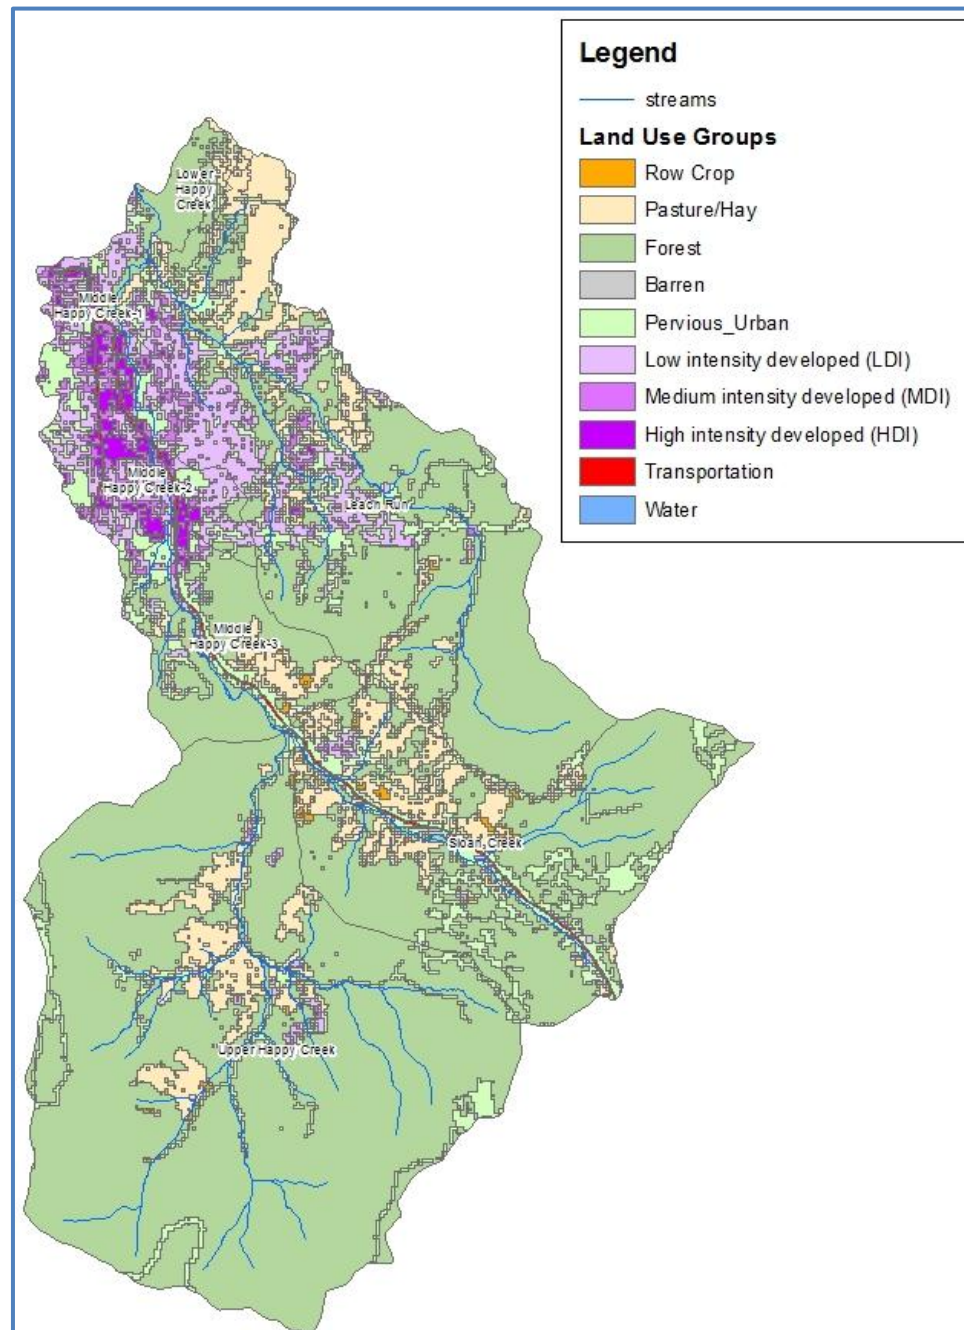 Legend
streams
Land Use Groups
Row Crop
Pasture/Hay
Forest
Barren
Pervious_Urban
Low intensity developed (LDI)
Medium intensity developed (MDI)
High intensity developed (HDI)
Transportation
Water
Lower
Happy
Creek
Middle
Happy Creek-1
Middle
Happy Creek-2
Leach Run
Middle
Happy Creek-3
Sloan Creek
Upper Happy Creek